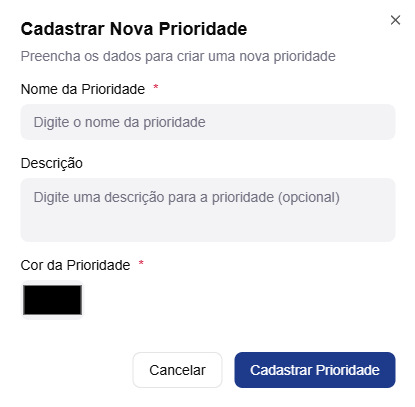 Cadastrar Nova Prioridade
Preencha os dados para criar uma nova prioridade
Nome da Prioridade *
Digite o nome da prioridade
Descrição
Digite uma descrição para a prioridade (opcional)
Cor da Prioridade *
Cancelar
Cadastrar Prioridade